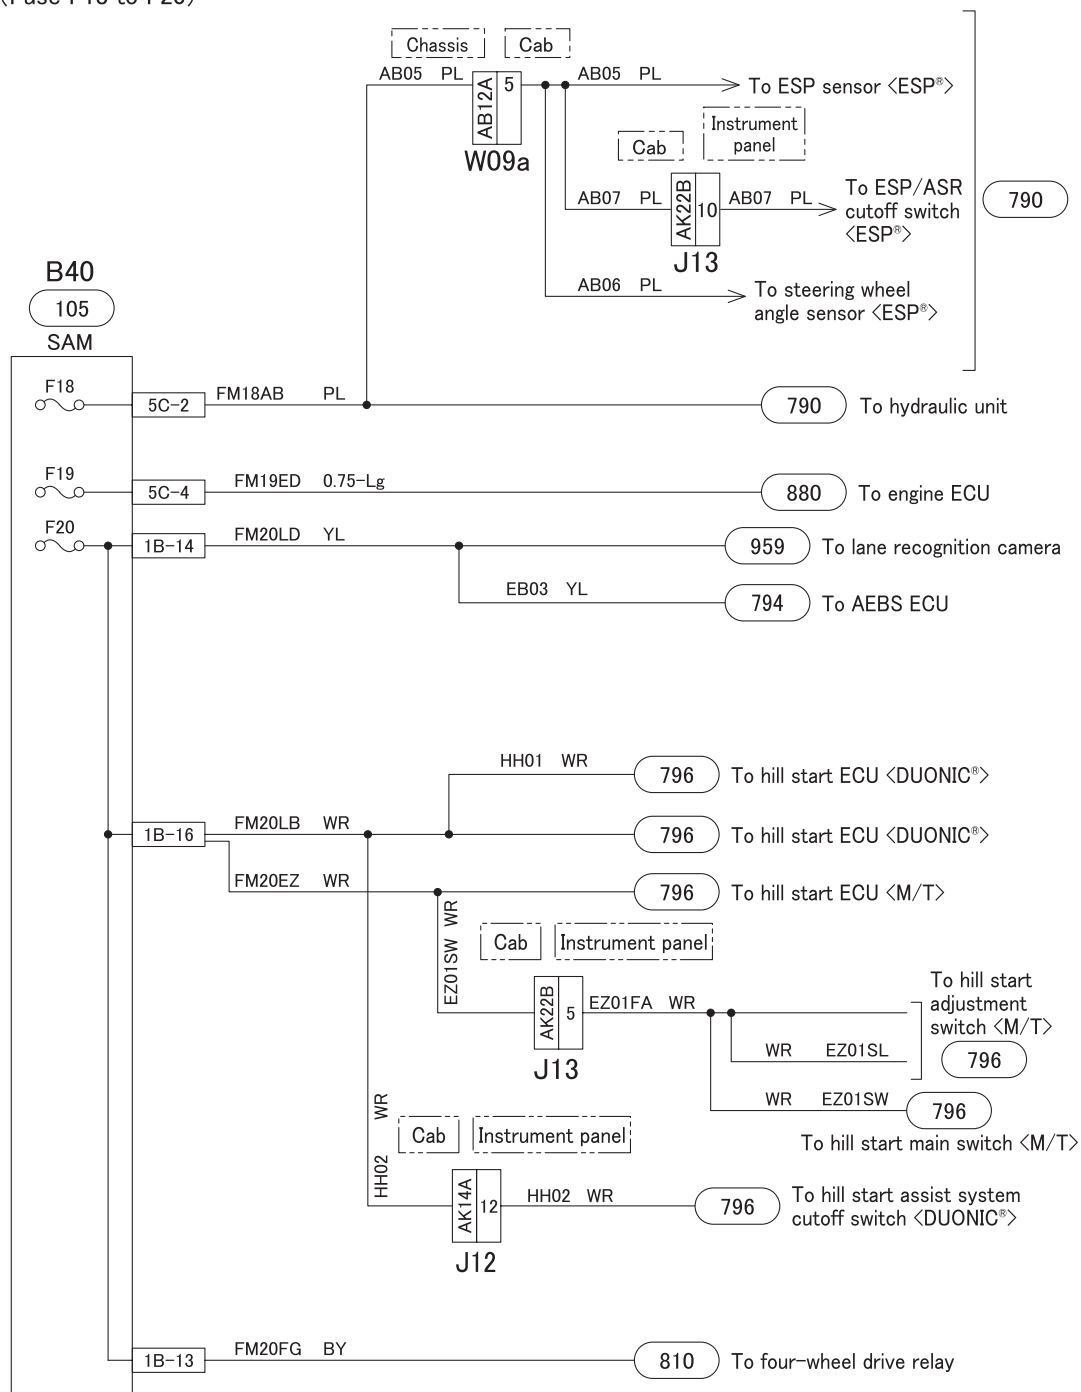 (Fuse F18 to F20)
Chassis
Cab
AB05 PL
AB12A
5
AB05 PL
To ESP sensor <ESP®>
W09a
Cab
Instrument
panel
AB07 PL
AK22B
10
AB07 PL
To ESP/ASR
cutoff switch
<ESP®>
790
J13
AB06 PL
To steering wheel
angle sensor <ESP®>
B40
105
SAM
F18
5C-2
FM18AB PL
790
To hydraulic unit
F19
5C-4
FM19ED 0.75-Lg
880
To engine ECU
F20
1B-14
FM20LD YL
959
To lane recognition camera
EB03 YL
794
To AEBS ECU
HH01 WR
796
To hill start ECU <DUONIC®>
1B-16
FM20LB WR
796
To hill start ECU <DUONIC®>
FM20EZ WR
796
To hill start ECU <M/T>
EZ01SW WR
Cab
Instrument panel
AK22B
5
EZ01FA WR
J13
To hill start
adjustment
switch <M/T>
WR EZ01SL
796
WR EZ01SW
796
To hill start main switch <M/T>
HH02 WR
Cab
Instrument panel
AK14A
12
HH02 WR
796
To hill start assist system
cutoff switch <DUONIC®>
J12
1B-13
FM20FG BY
810
To four-wheel drive relay